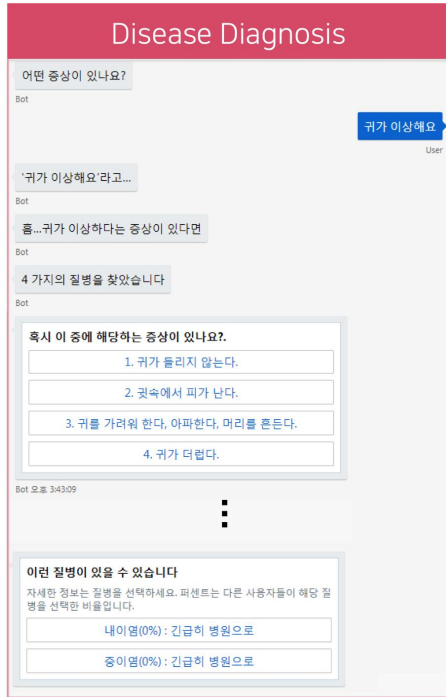 Disease Diagnosis
어떤 증상이 있나요?
Bot
귀가 이상해요
User
'귀가 이상해요'라고...
Bot
흠...귀가 이상하다는 증상이 있다면
Bot
4 가지의 질병을 찾았습니다
Bot
혹시 이 중에 해당하는 증상이 있나요?.
1. 귀가 들리지 않는다.
2. 귓속에서 피가 난다.
3. 귀를 가려워 한다, 아파한다, 머리를 흔든다.
4. 귀가 더럽다.
Bot 오후 3:43:09
이런 질병이 있을 수 있습니다
자세한 정보는 질병을 선택하세요. 퍼센트는 다른 사용자들이 해당 질
병을 선택한 비율입니다.
내이염(0%) : 긴급히 병원으로
중이염(0%) : 긴급히 병원으로